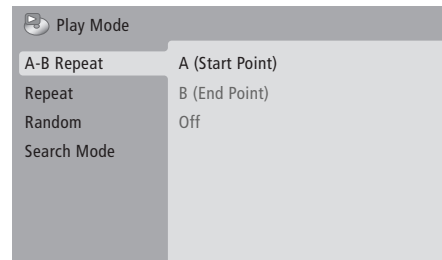 Play Mode
A-B Repeat
Repeat
Random
Search Mode
A (Start Point)
B (End Point)
Off